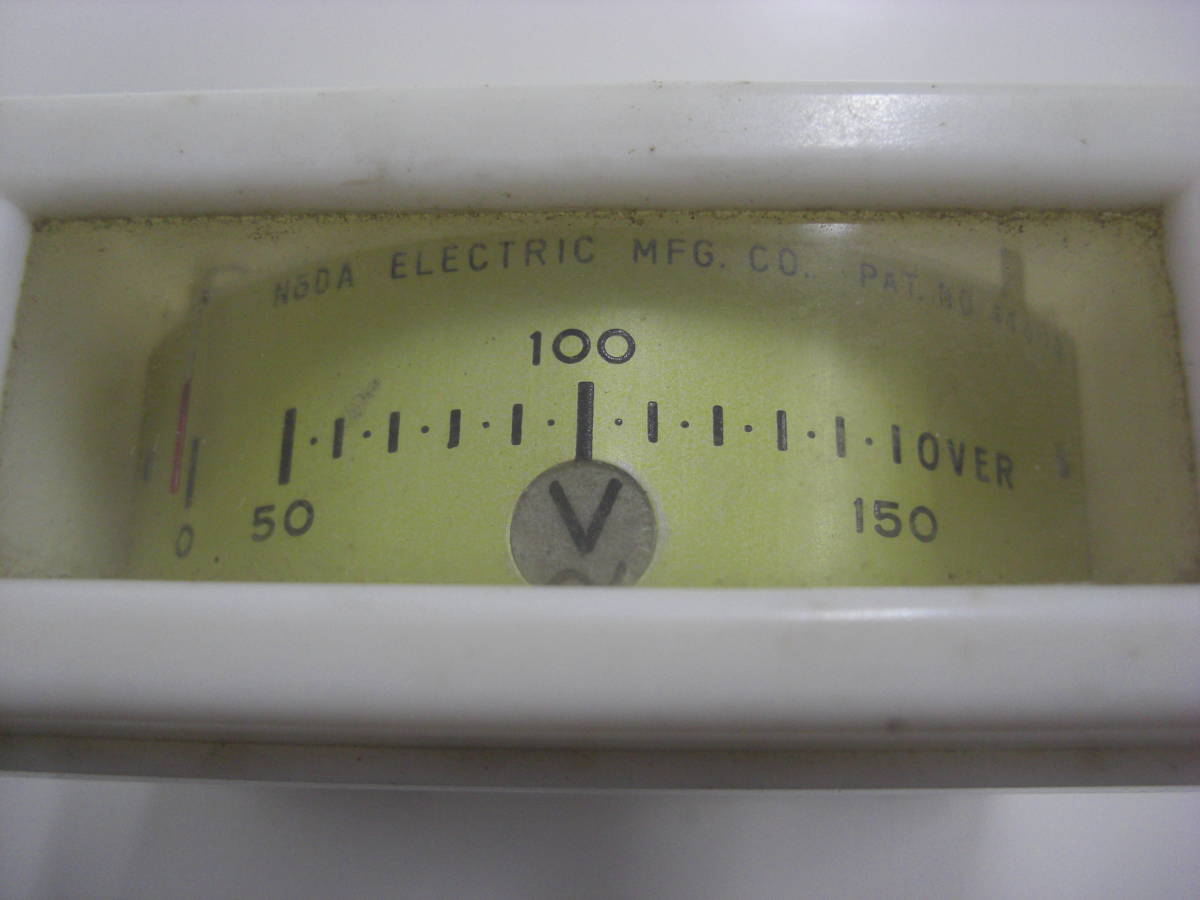 NODA ELECTRIC MFG. CO. PAT. NO
100
OVER
0 50 150
V